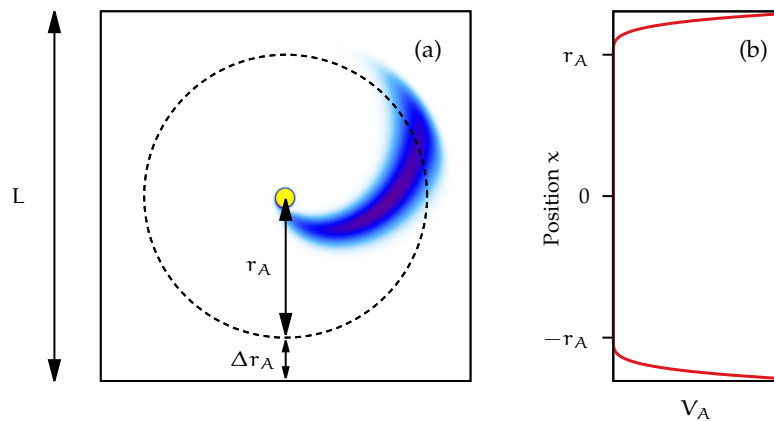 (a)
L
r_A
Δr_A
(b)
r_A
0
−r_A
Position x
V_A